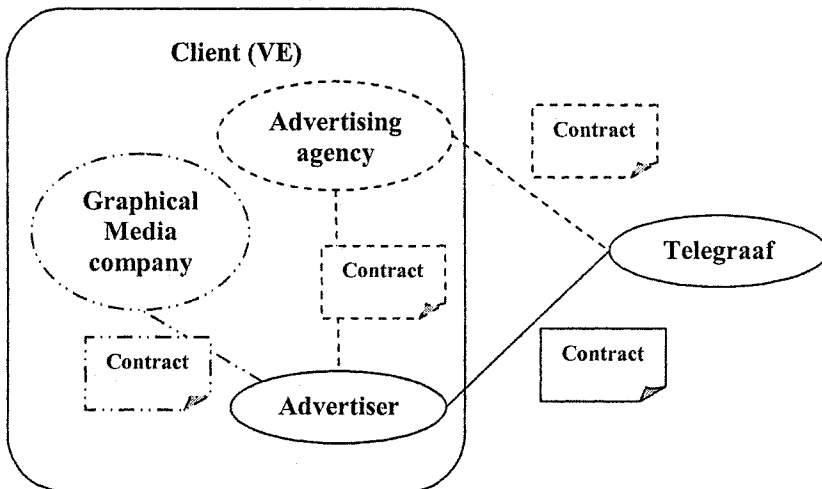 Client (VE)
Advertising
agency
Contract
Graphical
Media
company
Telegraaf
Contract
Contract
Contract
Advertiser